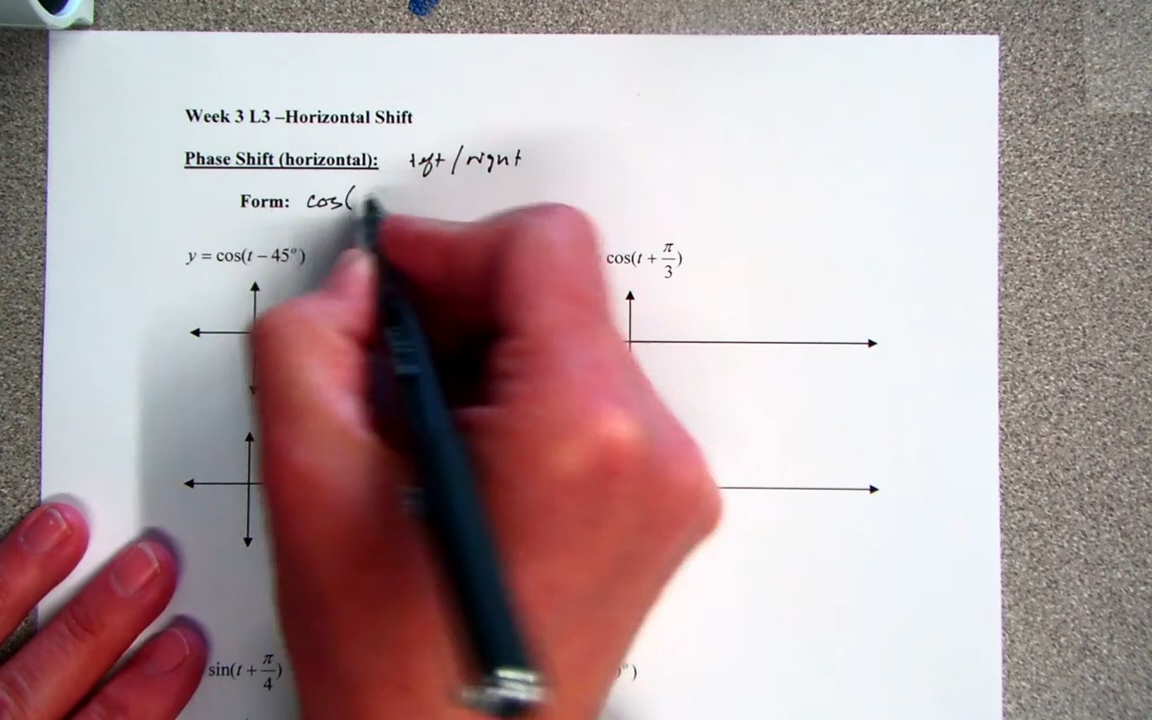 Week 3 L3 –Horizontal Shift
Phase Shift (horizontal): left/right
Form: cos(
y = cos(t – 45°)
cos(t + π/3)
sin(t + π/4)
°)